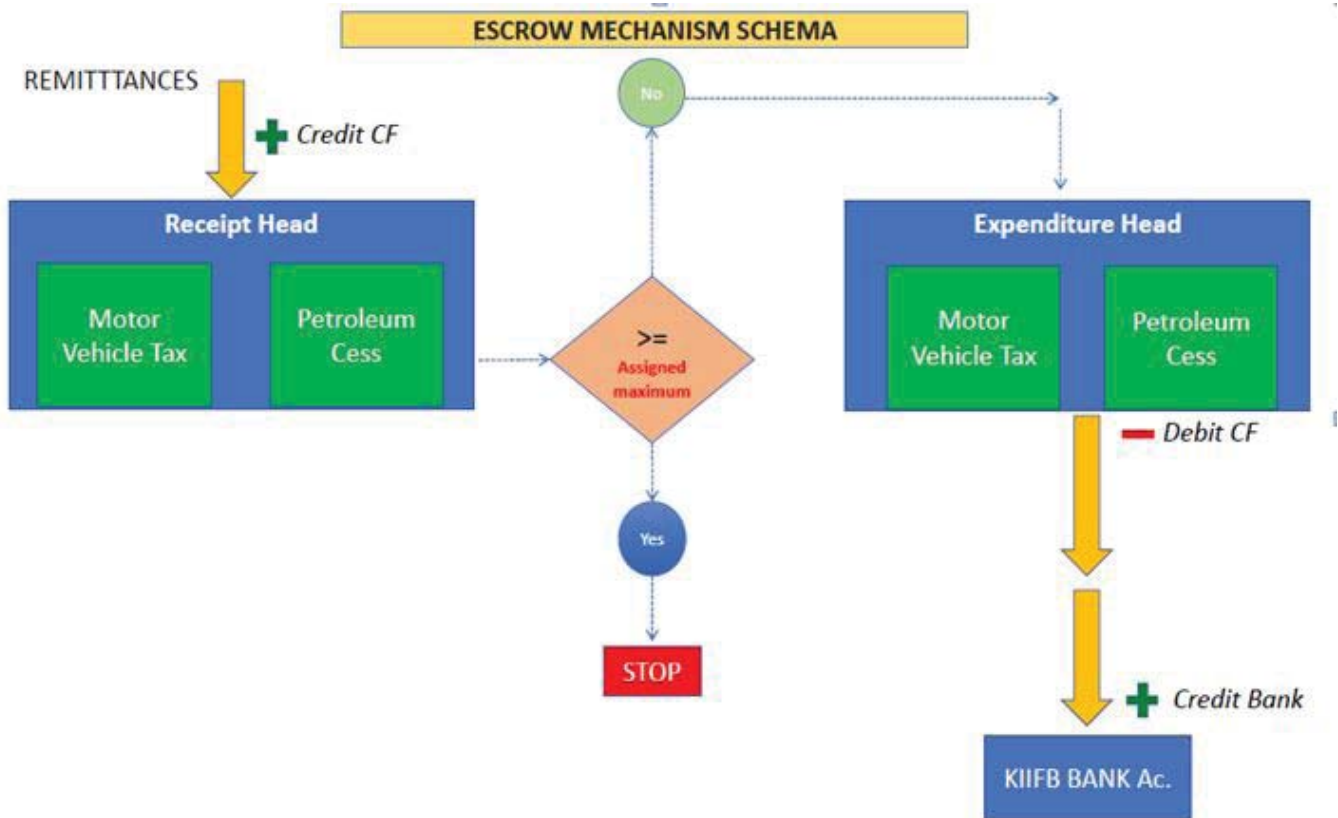 ESCROW MECHANISM SCHEMA
REMITTTANCES
+ Credit CF
Receipt Head
Motor
Vehicle Tax
Petroleum
Cess
>=
Assigned
maximum
No
Yes
STOP
Expenditure Head
Motor
Vehicle Tax
Petroleum
Cess
Debit CF
+ Credit Bank
KIIFB BANK Ac.